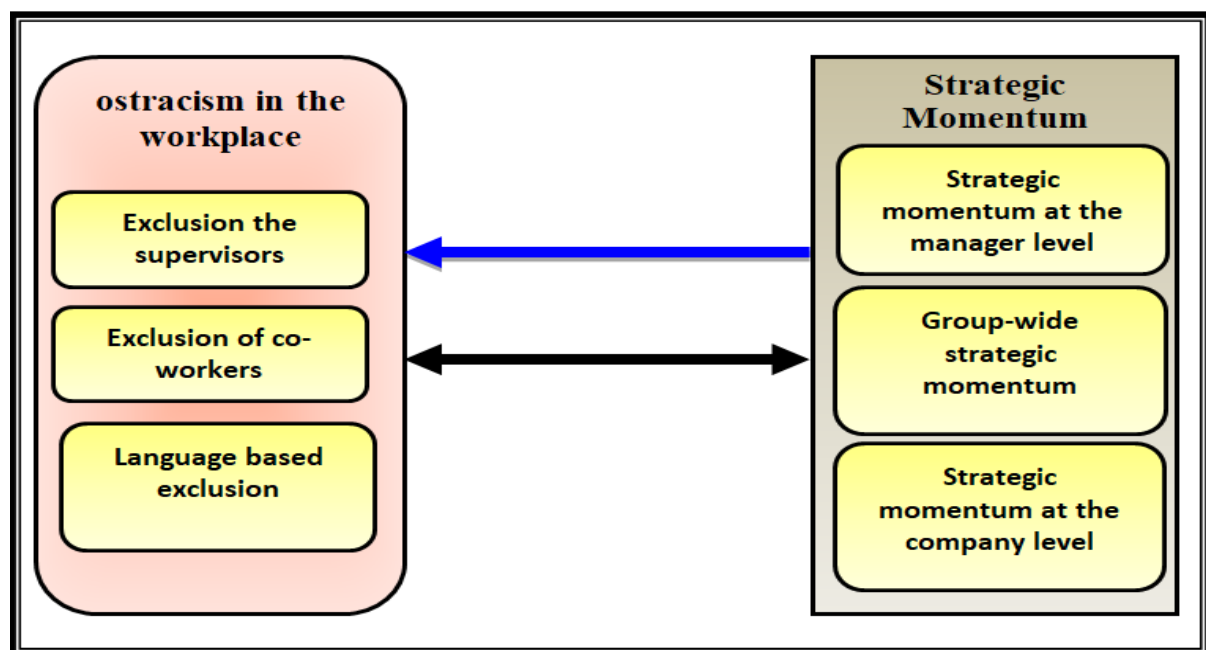 ostracism in the
workplace
Exclusion the
supervisors
Exclusion of co-
workers
Language based
exclusion
Strategic
Momentum
Strategic
momentum at the
manager level
Group-wide
strategic
momentum
Strategic
momentum at the
company level